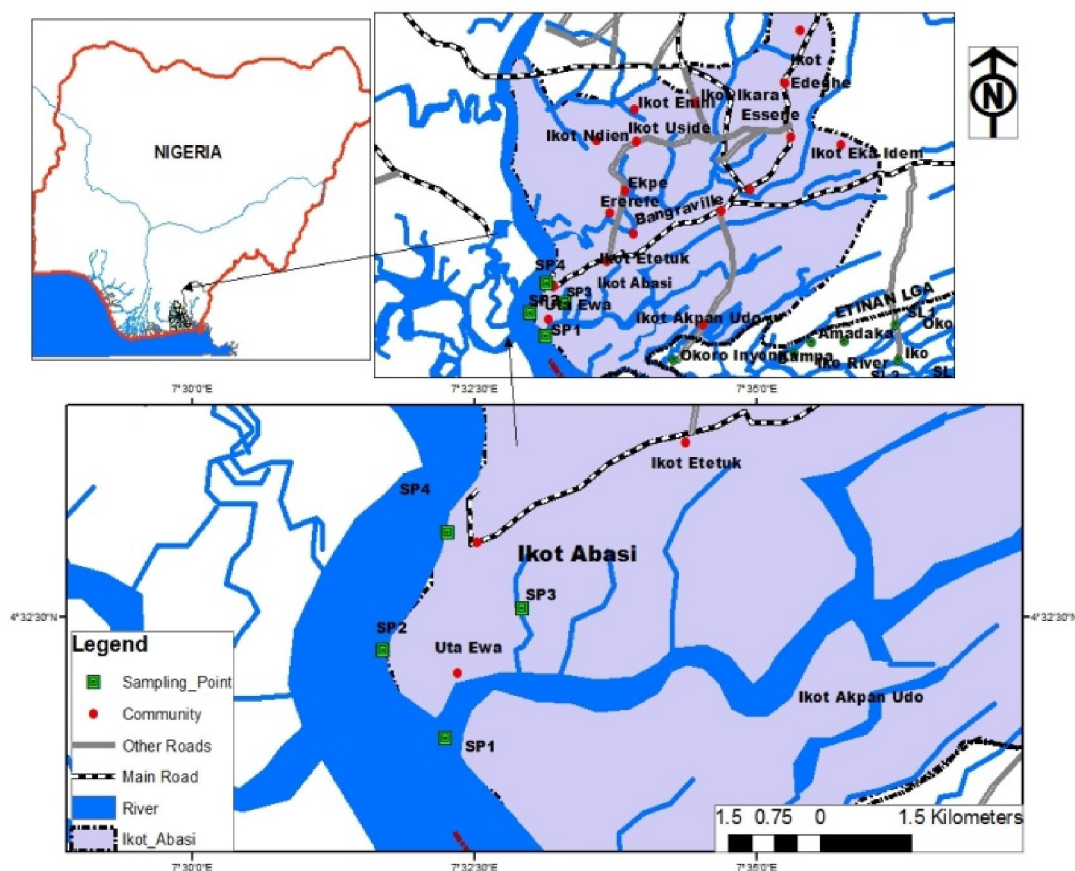 NIGERIA
N
Ikot
Edeghe
Ikot Ikara
Essene
Ikot Uside
Ikot Ndien
Ikot Eka Idem
Ekpe
Ererefe
Bangraville
Ikot Etetuk
SP4
Ikot Abasi
SP3
Uta Ewa
SP1
Ikot Akpan Udo
ETINAN LGA
SL1
Oko
Amadaka
Okoro Inyong
Kampa
Iko River
Iko
SL2
SL
7°30'0"E
7°32'30"E
7°35'0"E
Ikot Etetuk
SP4
Ikot Abasi
SP3
4°32'30"N
4°32'30"N
SP2
Uta Ewa
Ikot Akpan Udo
SP1
Legend
Sampling_Point
Community
Other Roads
Main Road
River
Ikot_Abasi
1.5 0.75 0 1.5 Kilometers
7°30'0"E
7°32'30"E
7°35'0"E